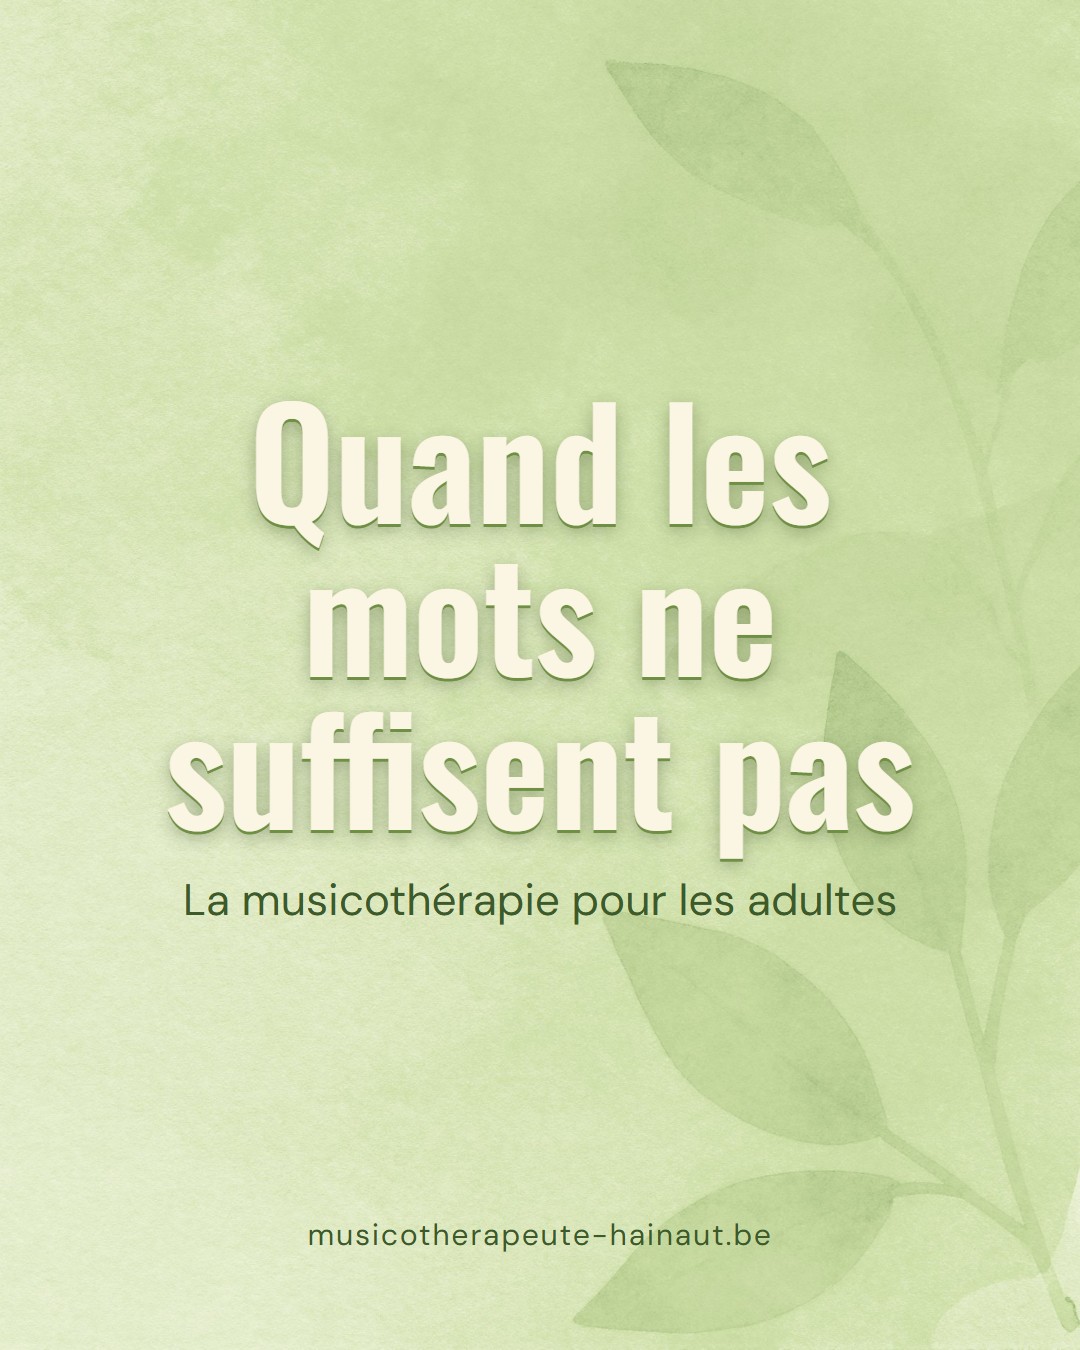 Quand les
mots ne
suffisent pas
La musicothérapie pour les adultes
musicotherapeute-hainaut.be